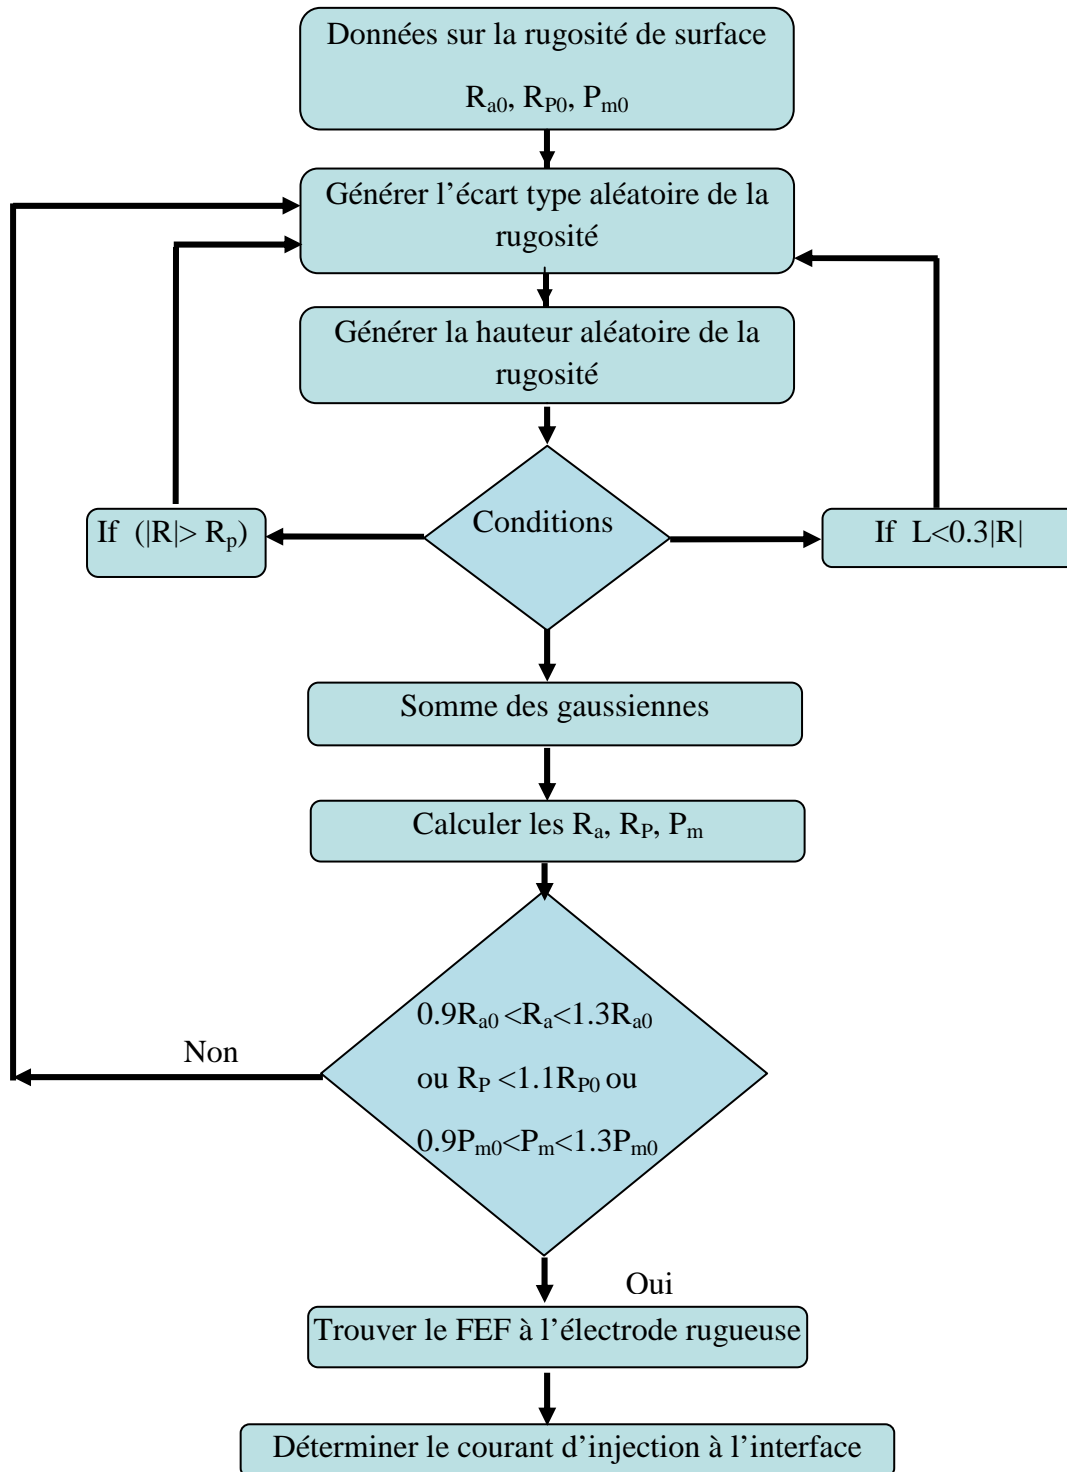 Données sur la rugosité de surface
Ra0, RP0, Pm0
Générer l’écart type aléatoire de la
rugosité
Générer la hauteur aléatoire de la
rugosité
Conditions
If (|R|> Rp)
If L<0.3|R|
Somme des gaussiennes
Calculer les Ra, RP, Pm
0.9Ra0 <Ra<1.3Ra0
ou RP <1.1RP0 ou
0.9Pm0<Pm<1.3Pm0
Non
Oui
Trouver le FEF à l’électrode rugueuse
Déterminer le courant d’injection à l’interface